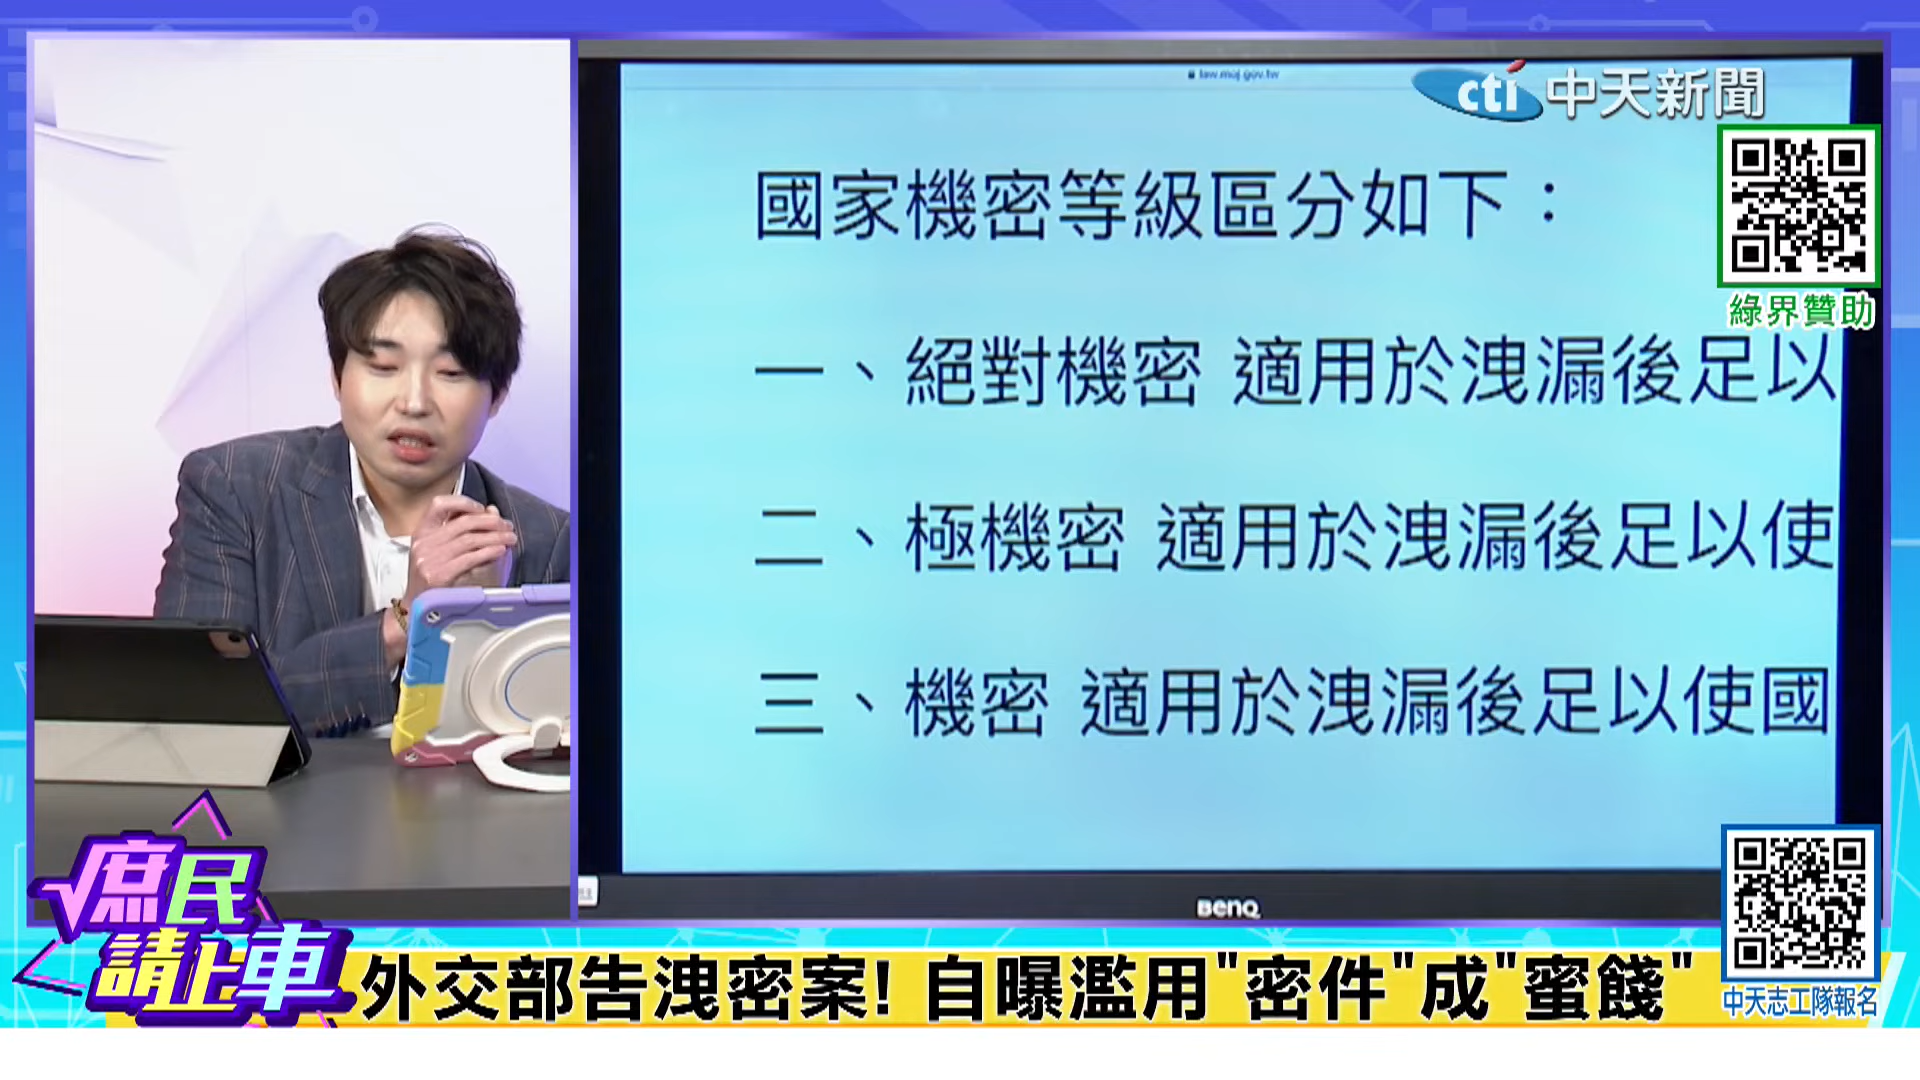 law.moj.gov.tw
cti 中天新聞
國家機密等級區分如下：
綠界贊助
一、絕對機密 適用於洩漏後足以
二、極機密 適用於洩漏後足以使
三、機密 適用於洩漏後足以使國
BenQ
庶民
請上車
外交部告洩密案! 自曝濫用"密件"成"蜜餞"
中天志工隊報名